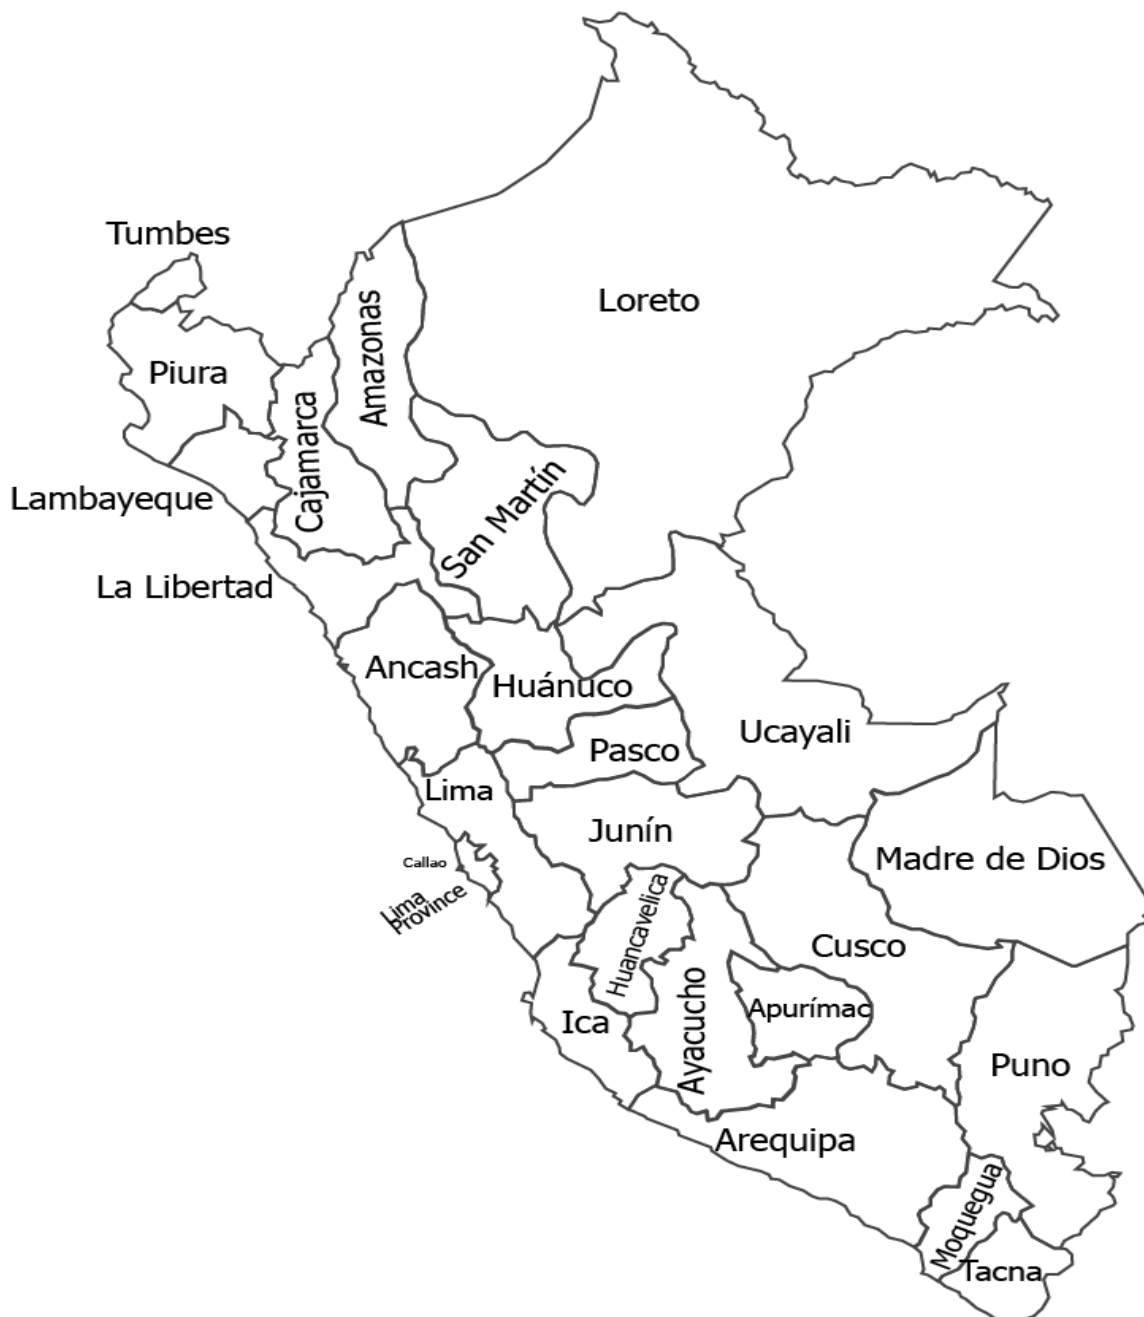 Tumbes
Loreto
Amazonas
Piura
Cajamarca
Lambayeque
San Martín
La Libertad
Ancash
Huánuco
Ucayali
Pasco
Lima
Junín
Callao
Madre de Dios
Lima
Province
Huancavelica
Cusco
Ayacucho
Apurímac
Ica
Puno
Arequipa
Moquegua
Tacna